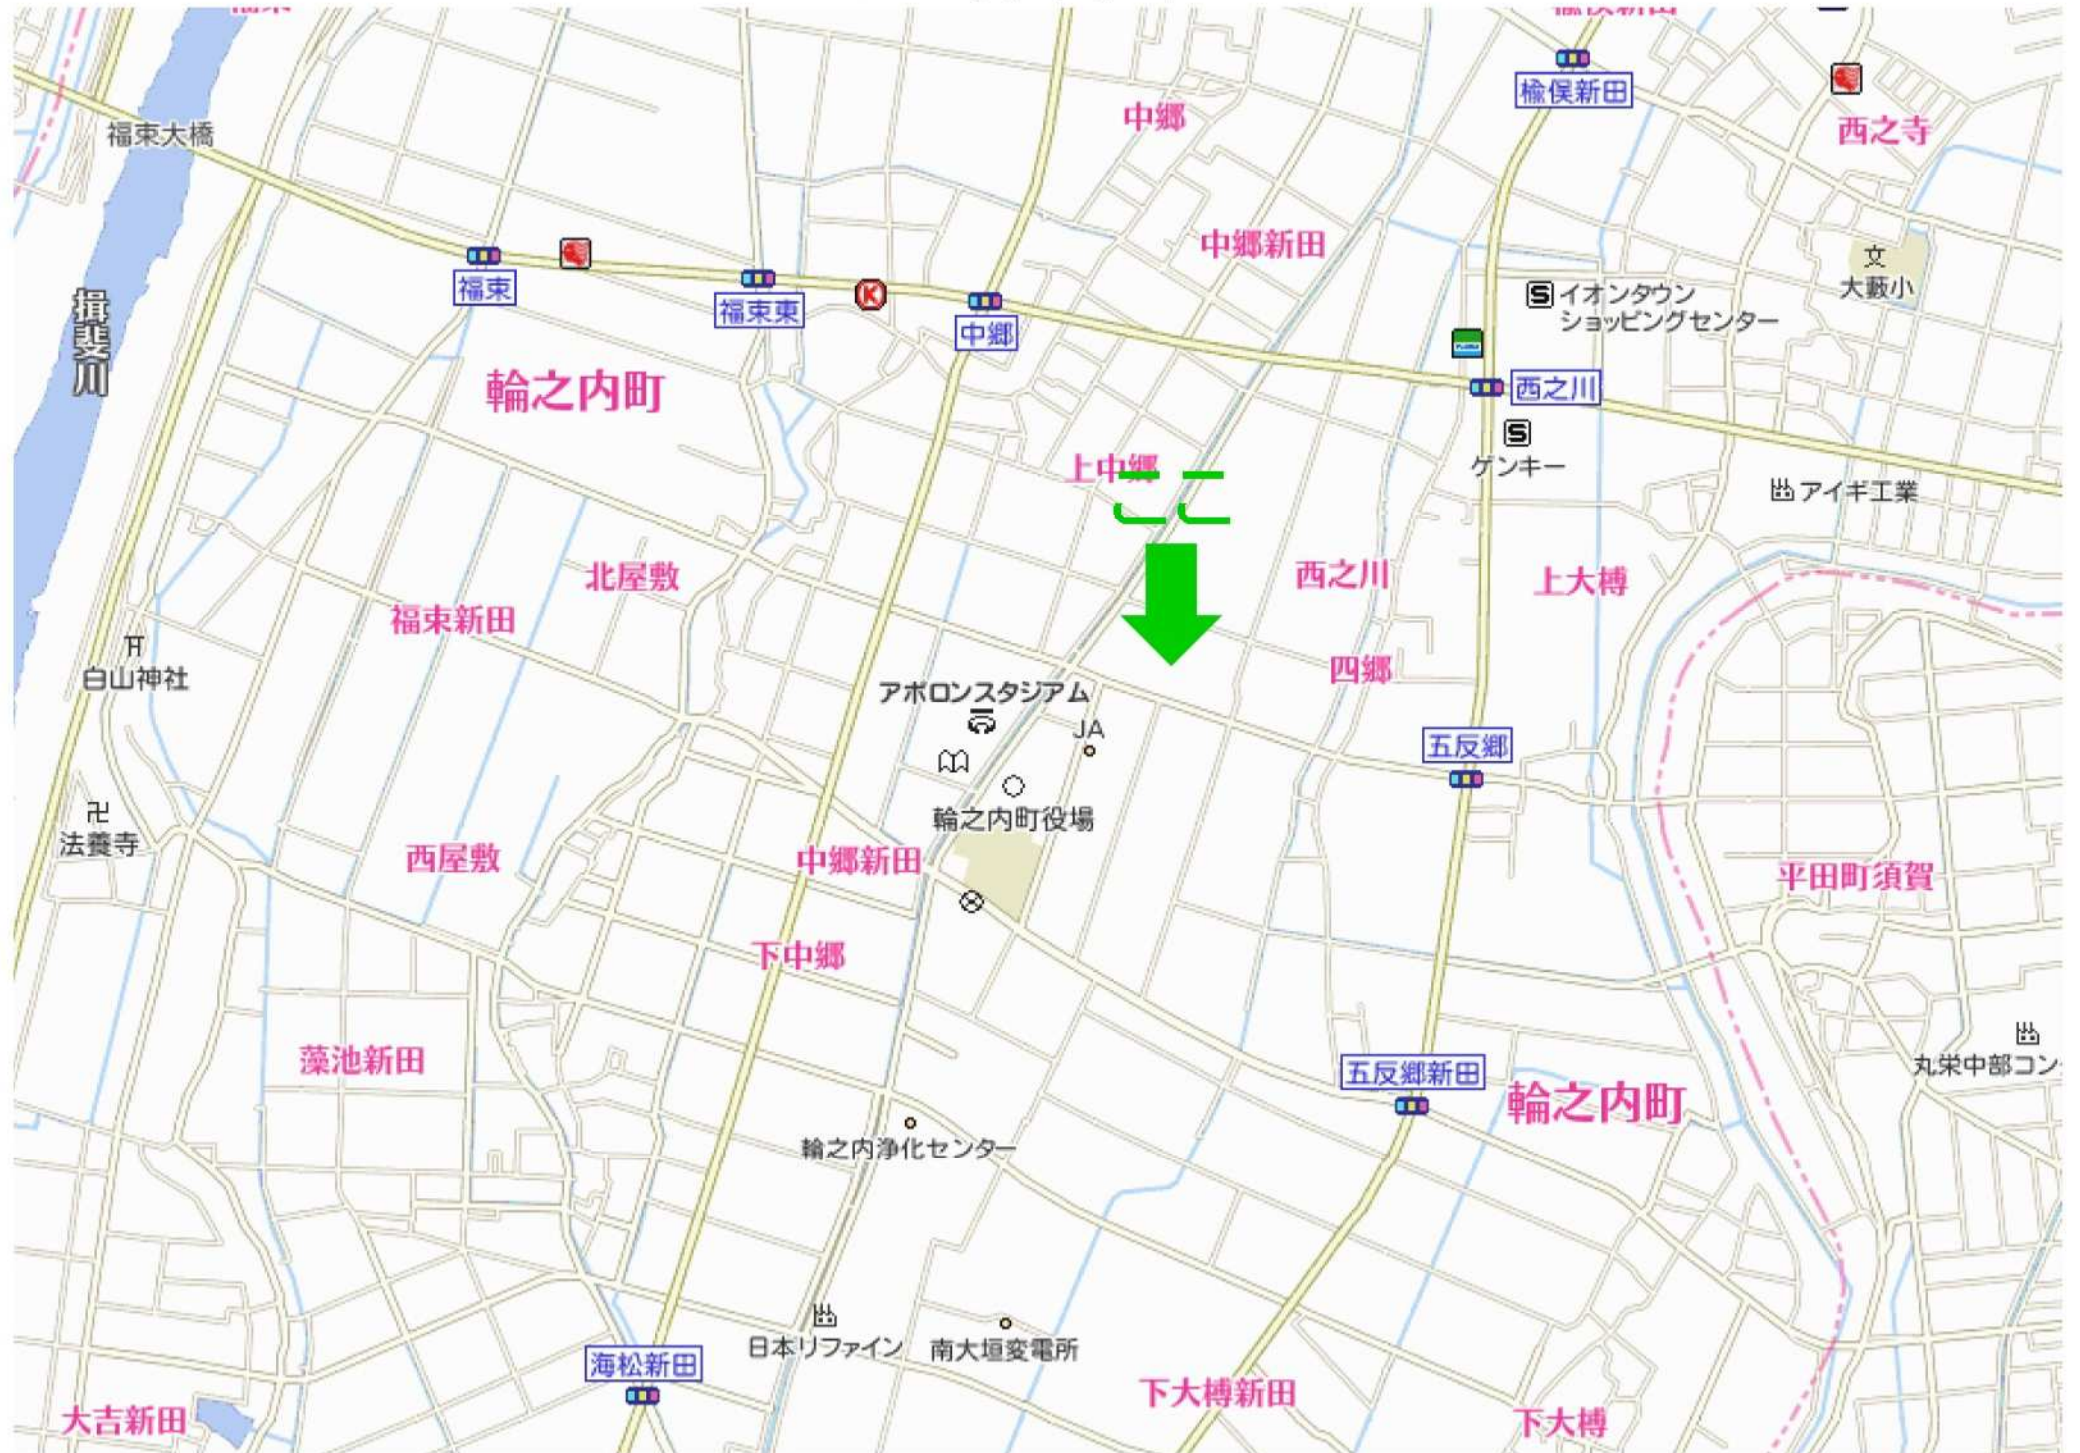 中郷
楡俣新田
西之寺
福束大橋
中郷新田
大藪小
福束
福束東
中郷
イオンタウン
ショッピングセンター
揖斐川
輪之内町
西之川
ゲンキー
アイギ工業
上中郷
ここ
北屋敷
西之川
上大榑
福束新田
四郷
白山神社
アポロンスタジアム
JA
五反郷
輪之内町役場
法養寺
西屋敷
中郷新田
平田町須賀
下中郷
藻池新田
丸栄中部コン
五反郷新田
輪之内町
輪之内浄化センター
日本リファイン
南大垣変電所
海松新田
大吉新田
下大榑新田
下大榑